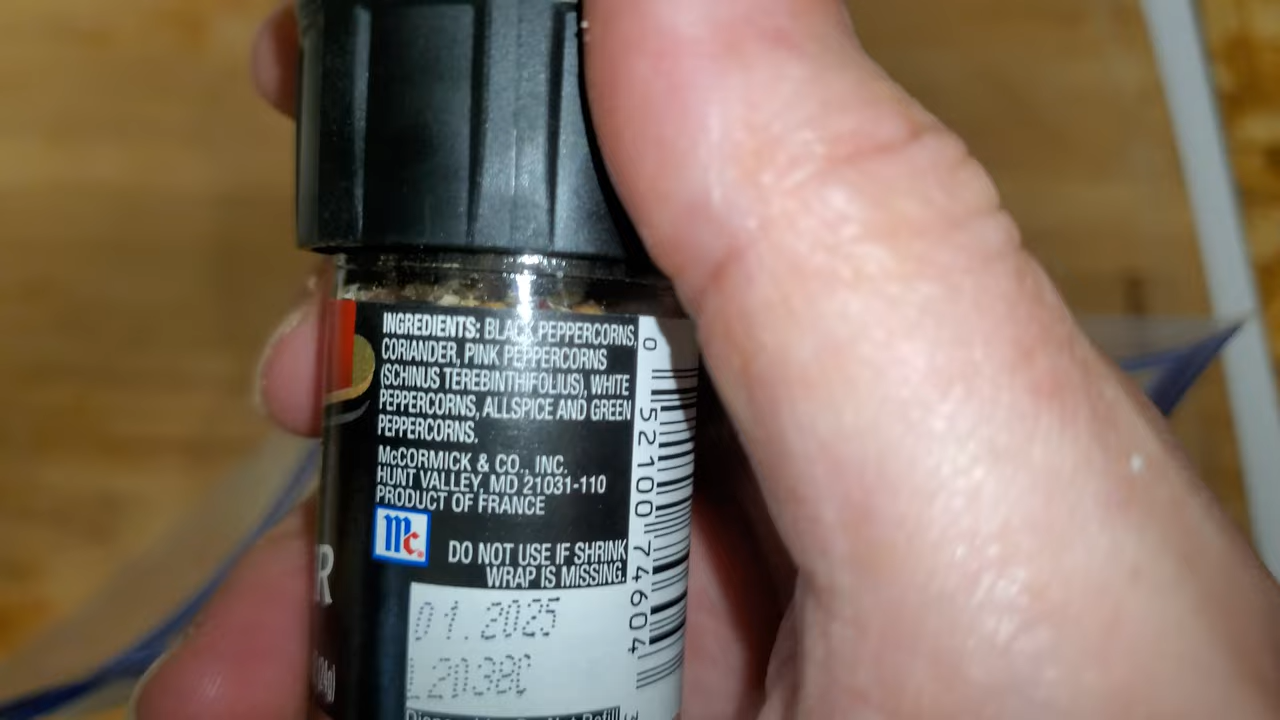 INGREDIENTS: BLACK PEPPERCORNS,
CORIANDER, PINK PEPPERCORNS
(SCHINUS TEREBINTHIFOLIUS), WHITE
PEPPERCORNS, ALLSPICE AND GREEN
PEPPERCORNS.
McCORMICK & CO., INC.
HUNT VALLEY, MD 21031-110
PRODUCT OF FRANCE
Mc.
DO NOT USE IF SHRINK
WRAP IS MISSING.
01.2025
L2038C
0 52100 74604
R